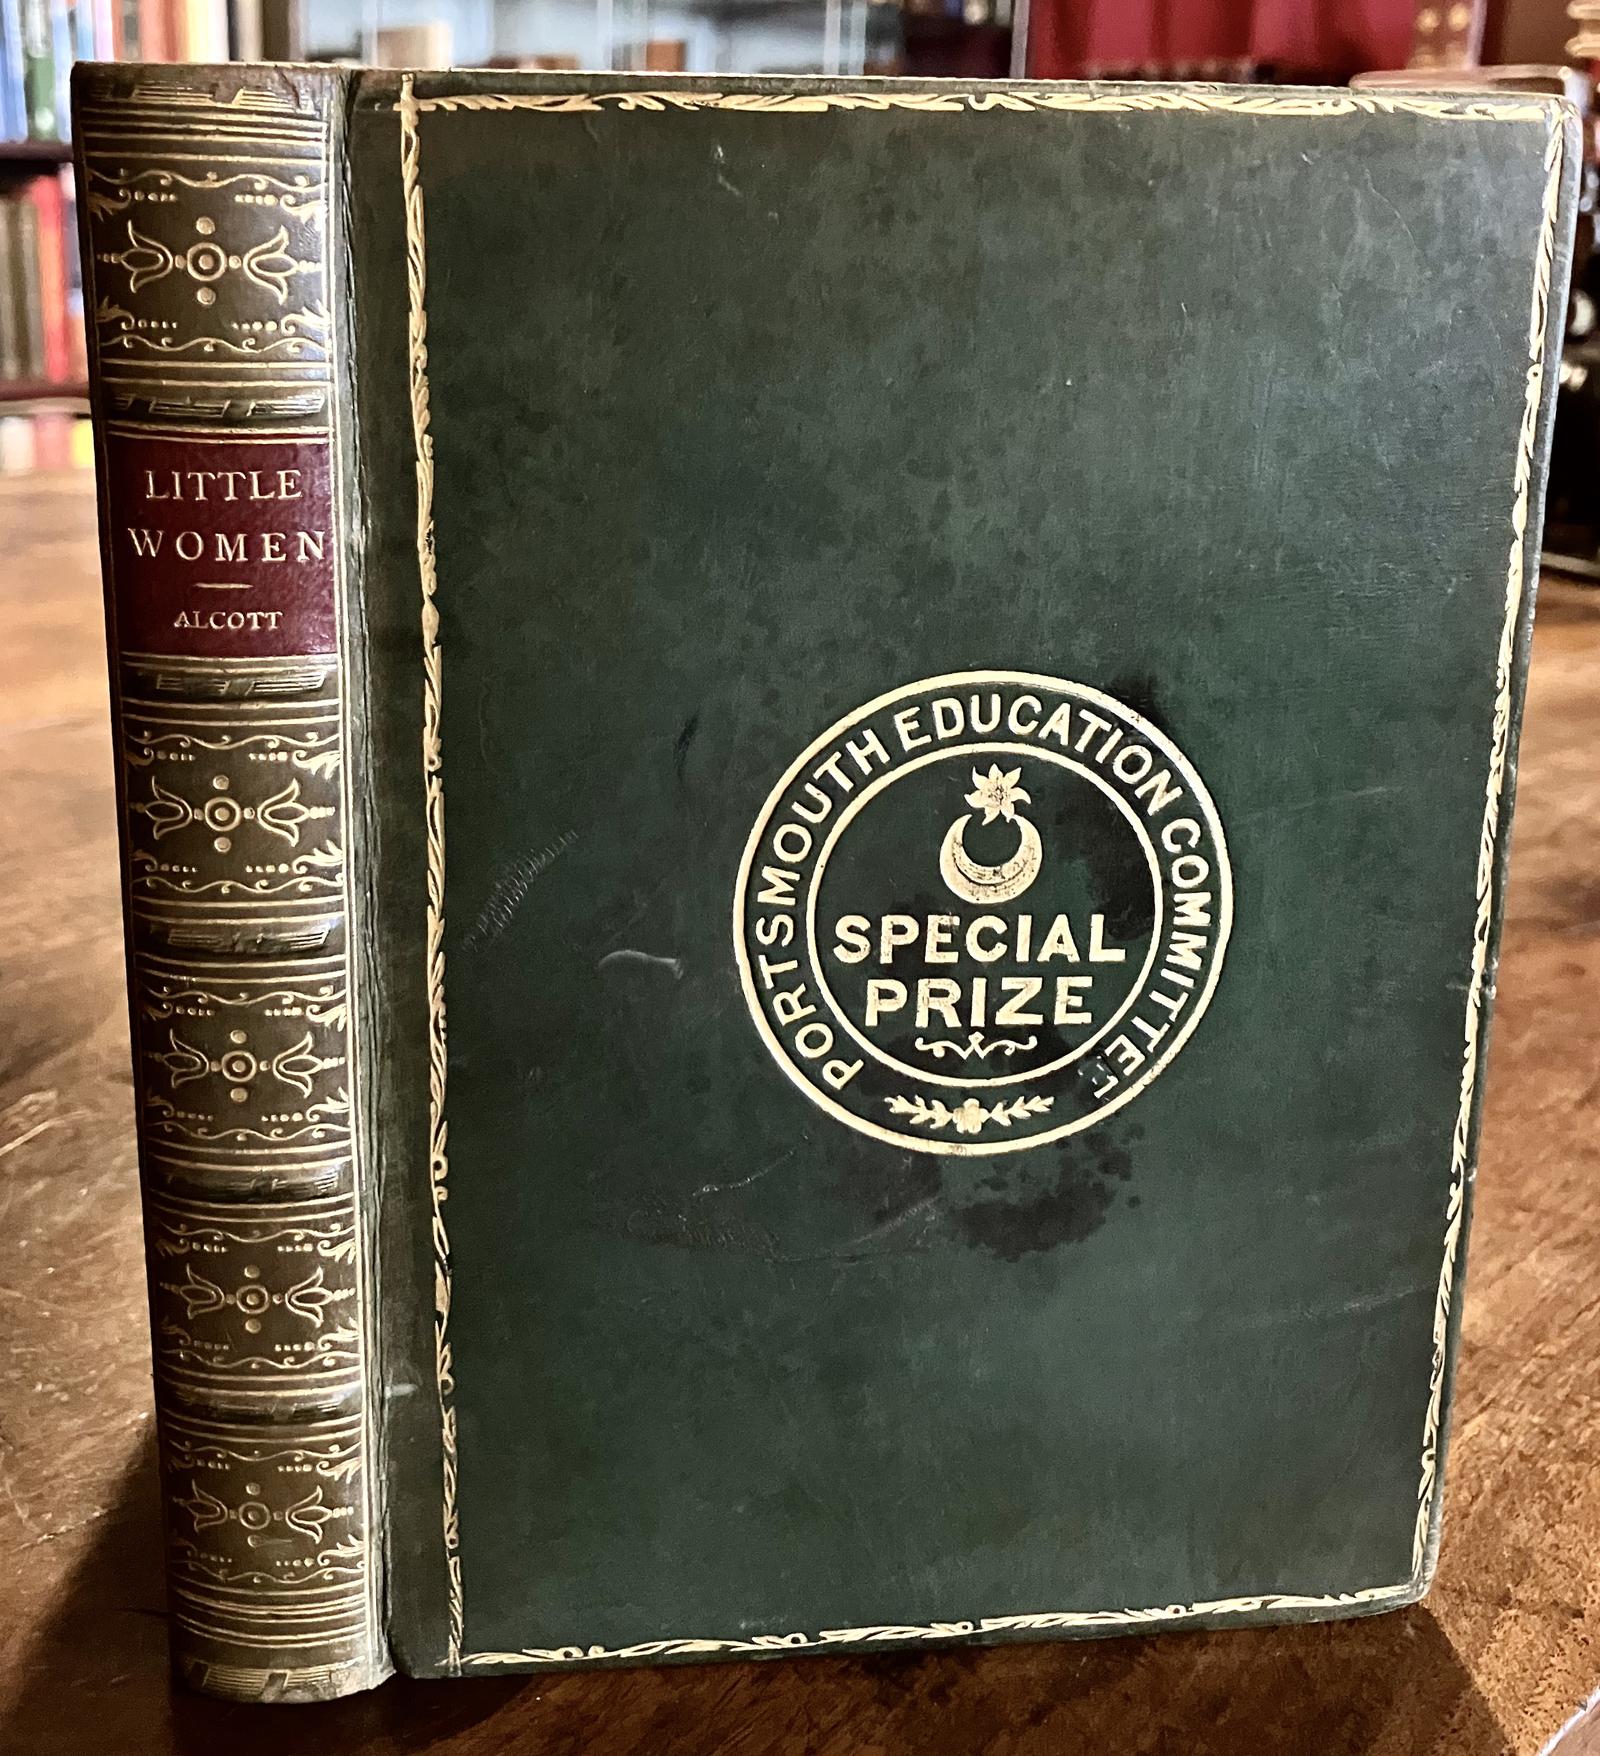 LITTLE
WOMEN
ALCOTT
PORTSMOUTH EDUCATION COMMITTEE
SPECIAL
PRIZE